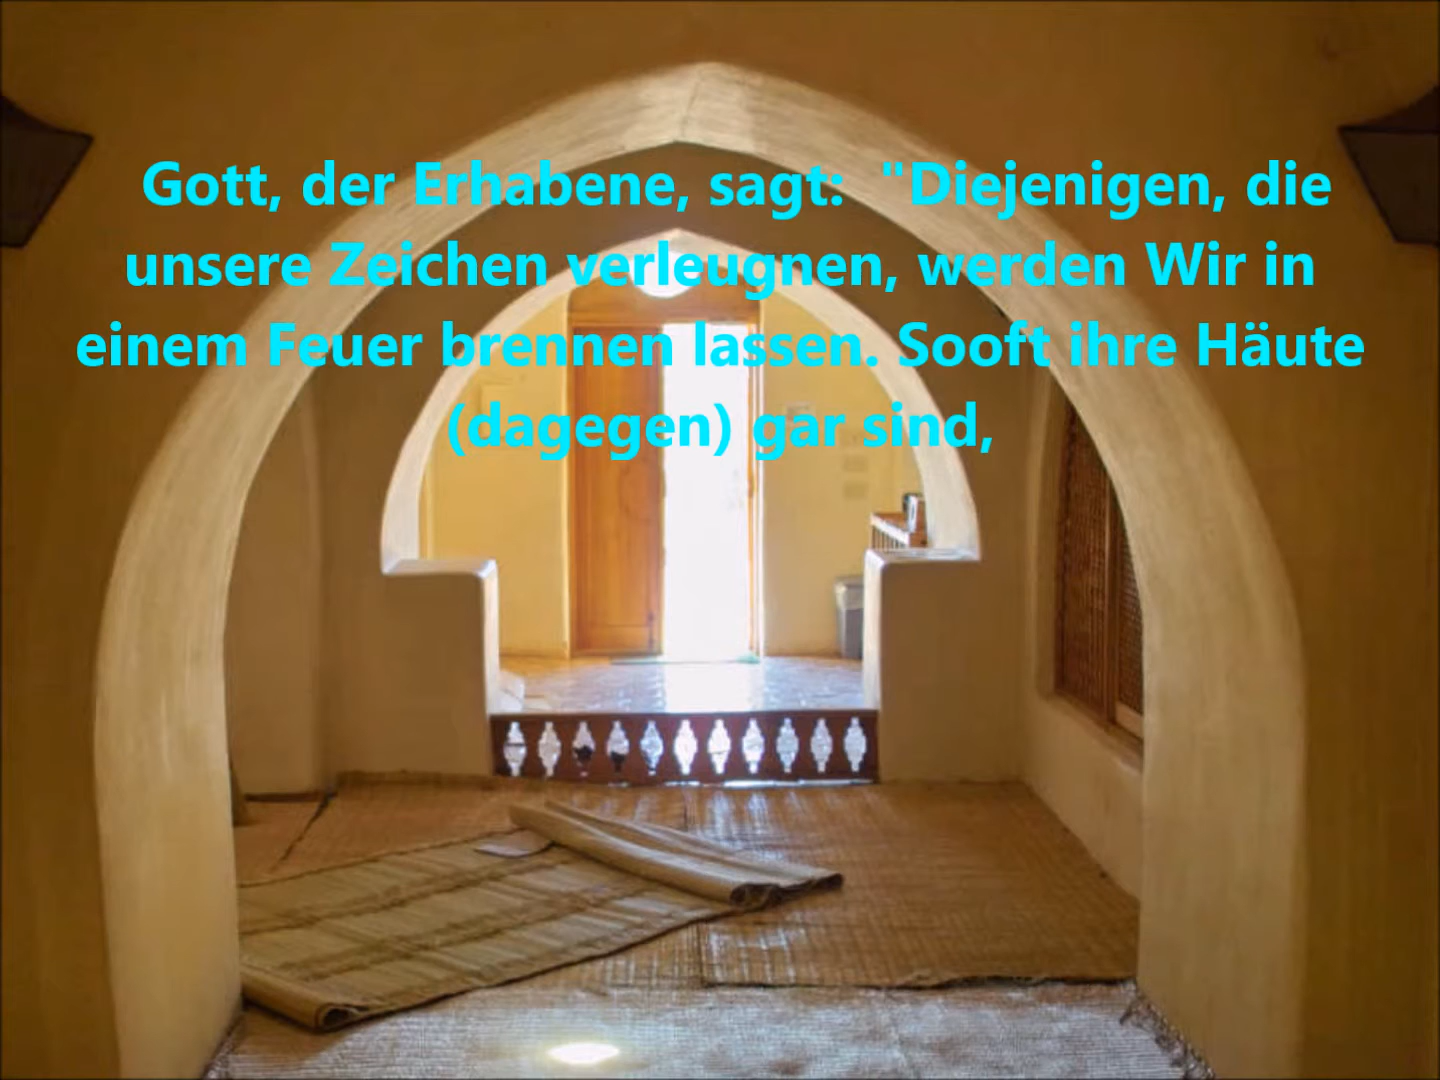 Gott, der Erhabene, sagt:  "Diejenigen, die
unsere Zeichen verleugnen, werden Wir in
einem Feuer brennen lassen. Sooft ihre Häute
(dagegen) gar sind,